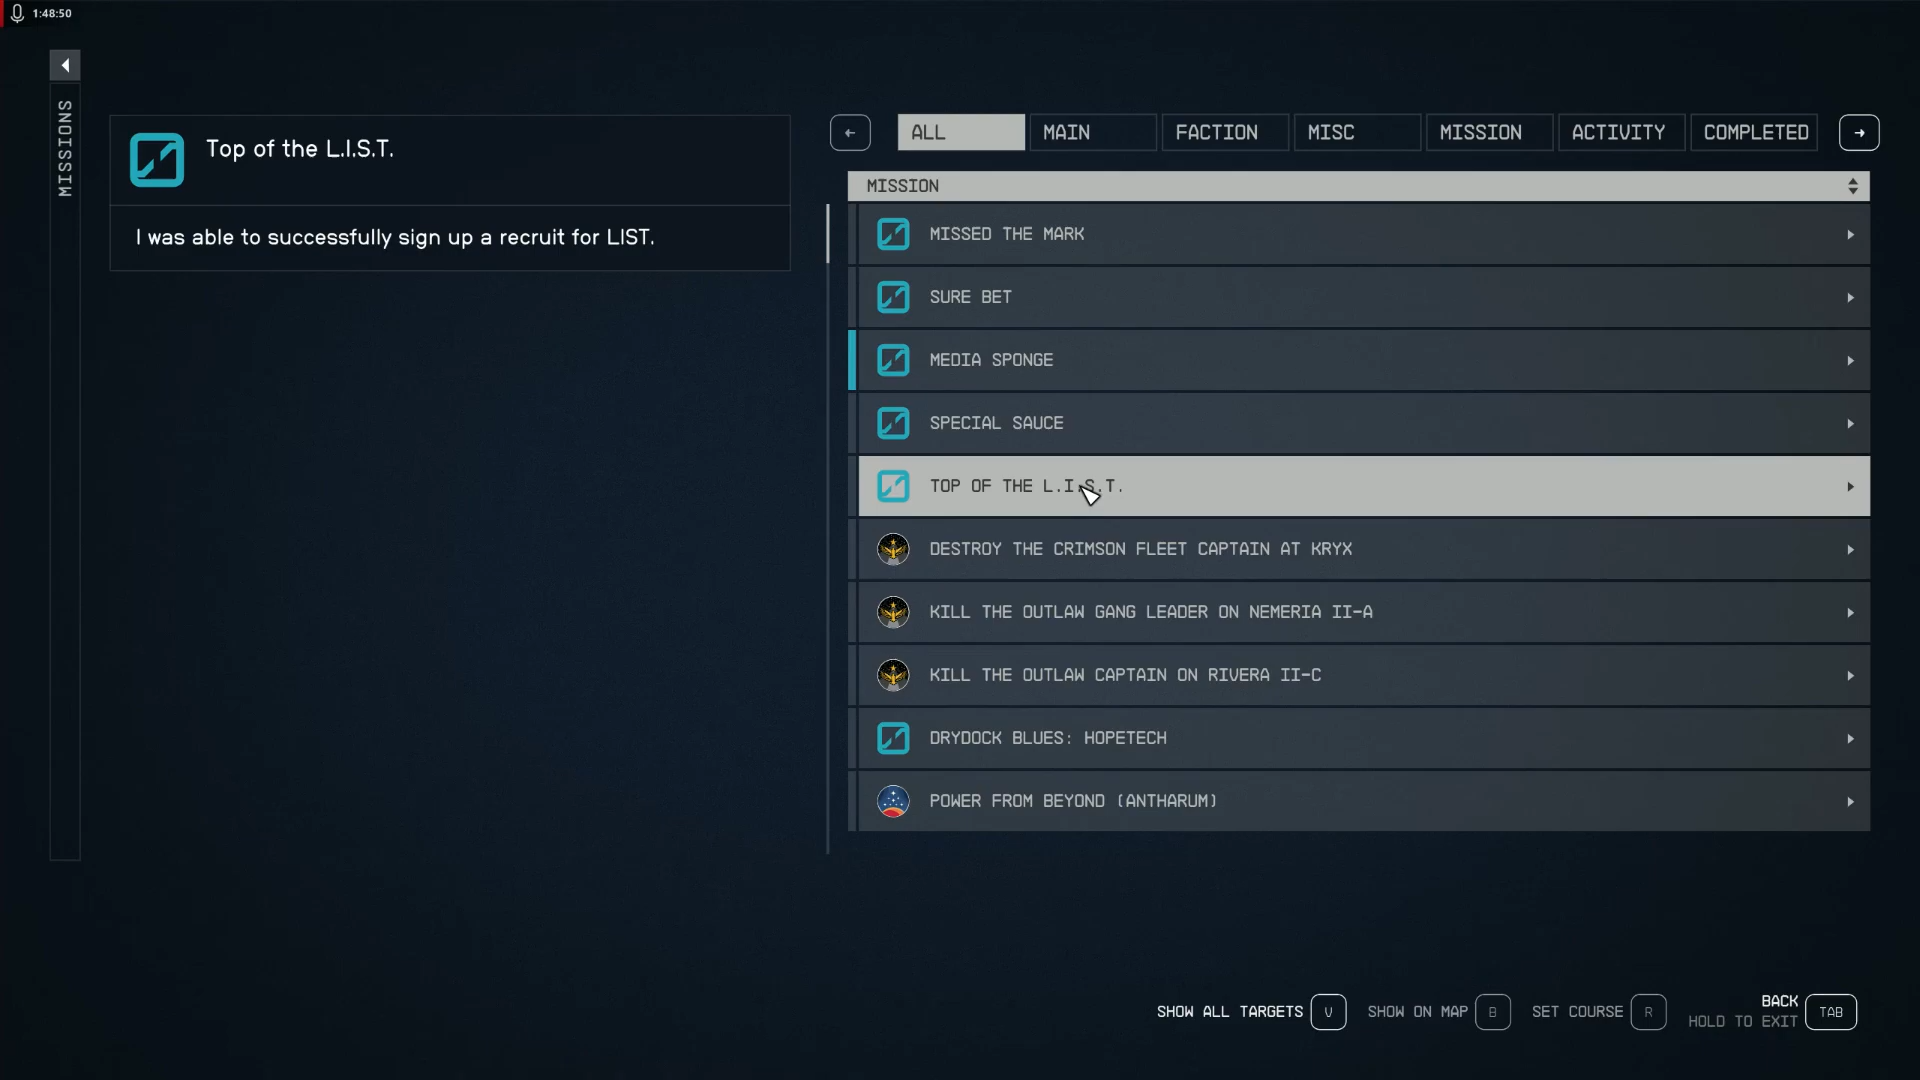 1:48:50
MISSIONS
Top of the L.I.S.T.
I was able to successfully sign up a recruit for LIST.
ALL MAIN FACTION MISC MISSION ACTIVITY COMPLETED
MISSION
MISSED THE MARK
SURE BET
MEDIA SPONGE
SPECIAL SAUCE
TOP OF THE L.I.S.T.
DESTROY THE CRIMSON FLEET CAPTAIN AT KRYX
KILL THE OUTLAW GANG LEADER ON NEMERIA II-A
KILL THE OUTLAW CAPTAIN ON RIVERA II-C
DRYDOCK BLUES: HOPETECH
POWER FROM BEYOND (ANTHARUM)
SHOW ALL TARGETS V SHOW ON MAP B SET COURSE R BACK TAB
HOLD TO EXIT